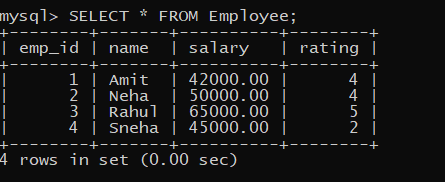 mysql> SELECT * FROM Employee;
+--------+-------+----------+--------+
| emp_id | name  | salary   | rating |
+--------+-------+----------+--------+
|      1 | Amit  | 42000.00 |      4 |
|      2 | Neha  | 50000.00 |      4 |
|      3 | Rahul | 65000.00 |      5 |
|      4 | Sneha | 45000.00 |      2 |
+--------+-------+----------+--------+
4 rows in set (0.00 sec)